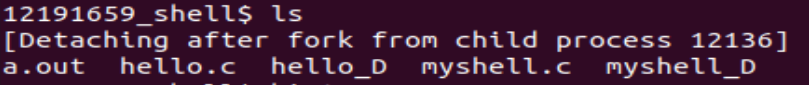 12191659_shell$ ls
[Detaching after fork from child process 12136]
a.out  hello.c  hello_D  myshell.c  myshell_D